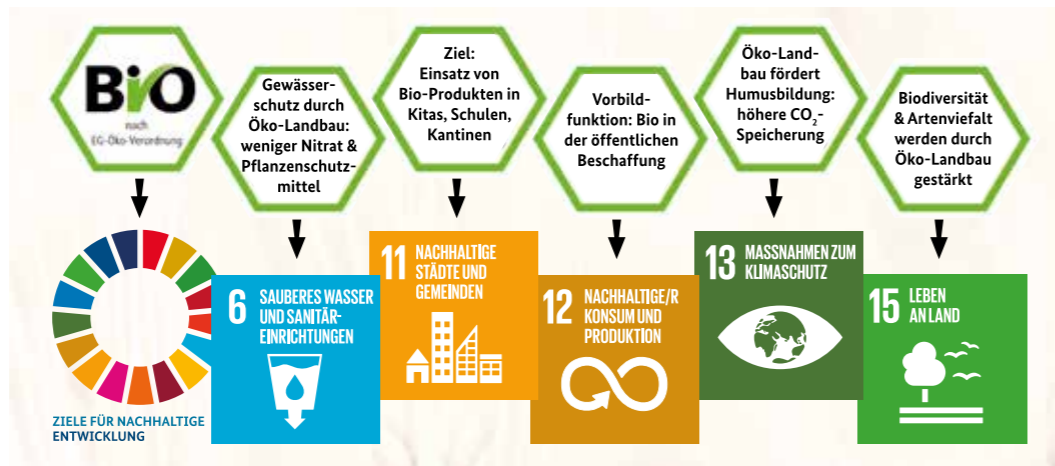 Bio
nach
EG-Öko-Verordnung
Gewässer-
schutz durch
Öko-Landbau:
weniger Nitrat &
Pflanzenschutz-
mittel
Ziel:
Einsatz von
Bio-Produkten in
Kitas, Schulen,
Kantinen
Vorbild-
funktion: Bio in
der öffentlichen
Beschaffung
Öko-Land-
bau fördert
Humusbildung:
höhere CO₂-
Speicherung
Biodiversität
& Artenviefalt
werden durch
Öko-Landbau
gestärkt
ZIELE FÜR NACHHALTIGE
ENTWICKLUNG
6 SAUBERES WASSER
UND SANITÄR-
EINRICHTUNGEN
11 NACHHALTIGE
STÄDTE UND
GEMEINDEN
12 NACHHALTIGE/R
KONSUM UND
PRODUKTION
13 MASSNAHMEN ZUM
KLIMASCHUTZ
15 LEBEN
AN LAND